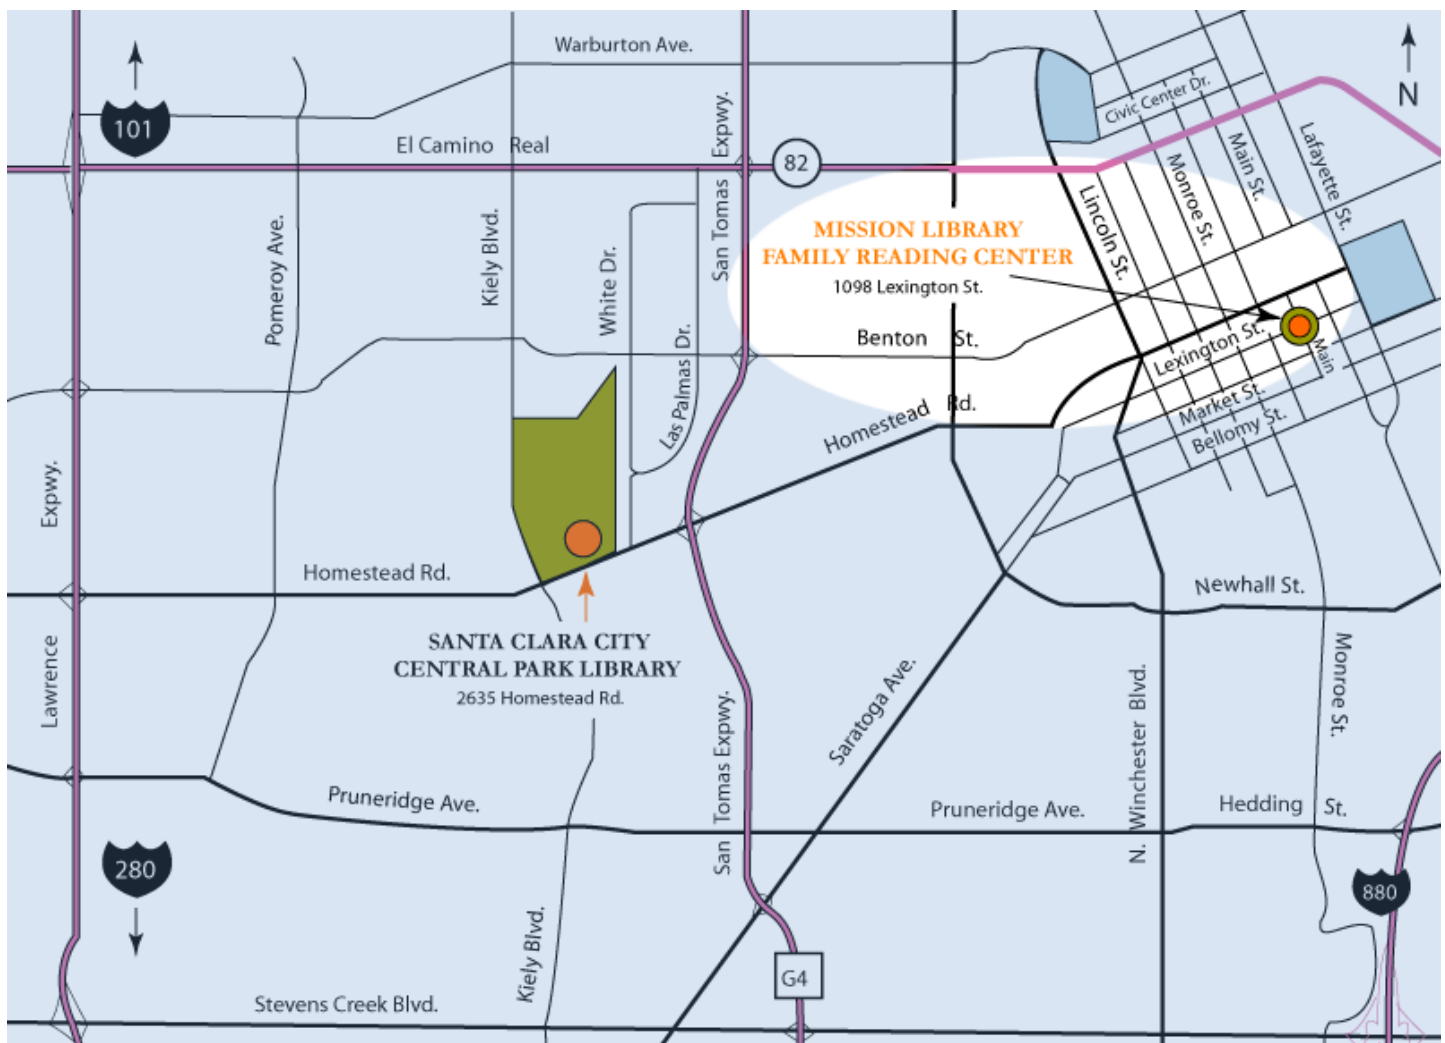 Warburton Ave.
101
El Camino Real
82
Civic Center Dr.
N
Expwy.
San Tomas
Main St.
Monroe St.
Lafayette St.
Lincoln St.
Pomeroy Ave.
Kiely Blvd.
White Dr.
Las Palmas Dr.
MISSION LIBRARY
FAMILY READING CENTER
1098 Lexington St.
Benton St.
Lexington St.
Main
Market St.
Bellomy St.
Homestead Rd.
Expwy.
Lawrence
Homestead Rd.
SANTA CLARA CITY
CENTRAL PARK LIBRARY
2635 Homestead Rd.
Newhall St.
Monroe St.
Saratoga Ave.
N. Winchester Blvd.
San Tomas Expwy.
Pruneridge Ave.
Pruneridge Ave.
Hedding St.
280
880
Kiely Blvd.
G4
Stevens Creek Blvd.